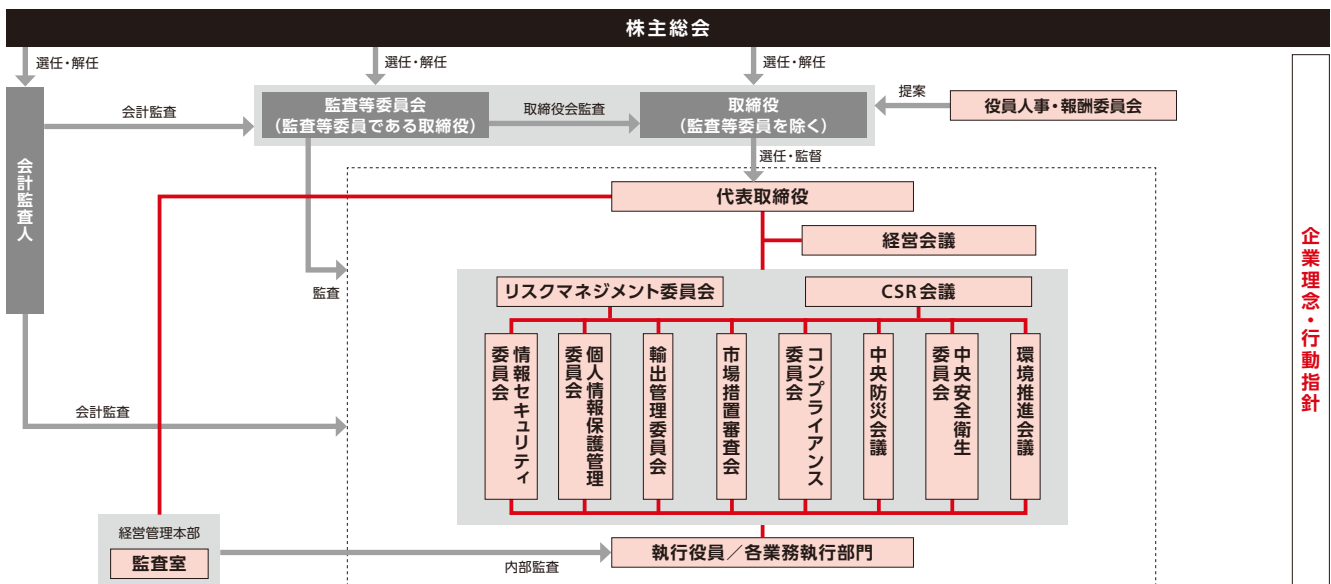 株主総会
選任・解任
選任・解任
選任・解任
会計監査人
会計監査
監査等委員会
（監査等委員である取締役）
取締役会監査
取締役
（監査等委員を除く）
提案
役員人事・報酬委員会
選任・監督
代表取締役
経営会議
監査
リスクマネジメント委員会
CSR会議
情報セキュリティ
委員会
個人情報保護管理
委員会
輸出管理委員会
市場措置審査会
コンプライアンス
委員会
中央防災会議
中央安全衛生
委員会
環境推進会議
会計監査
経営管理本部
監査室
内部監査
執行役員／各業務執行部門
企業理念・行動指針